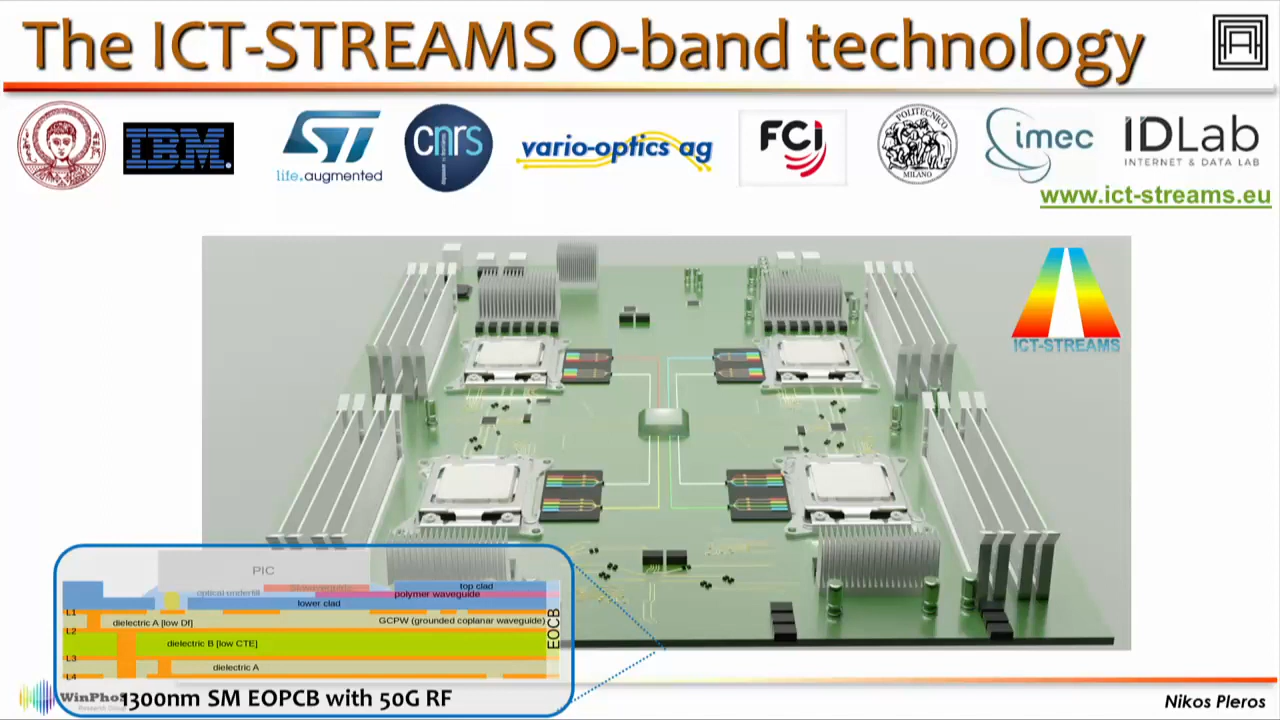 The ICT-STREAMS O-band technology
IBM.
ST
life.augmented
cnrs
vario-optics ag
FCi
POLITECNICO
MILANO
imec
IDLab
INTERNET & DATA LAB
www.ict-streams.eu
ICT-STREAMS
PIC
optical underfill
top clad
polymer waveguide
lower clad
L1
dielectric A [low Df]
GCPW (grounded coplanar waveguide)
L2
dielectric B [low CTE]
L3
dielectric A
L4
EOCB
1300nm SM EOPCB with 50G RF
Nikos Pleros